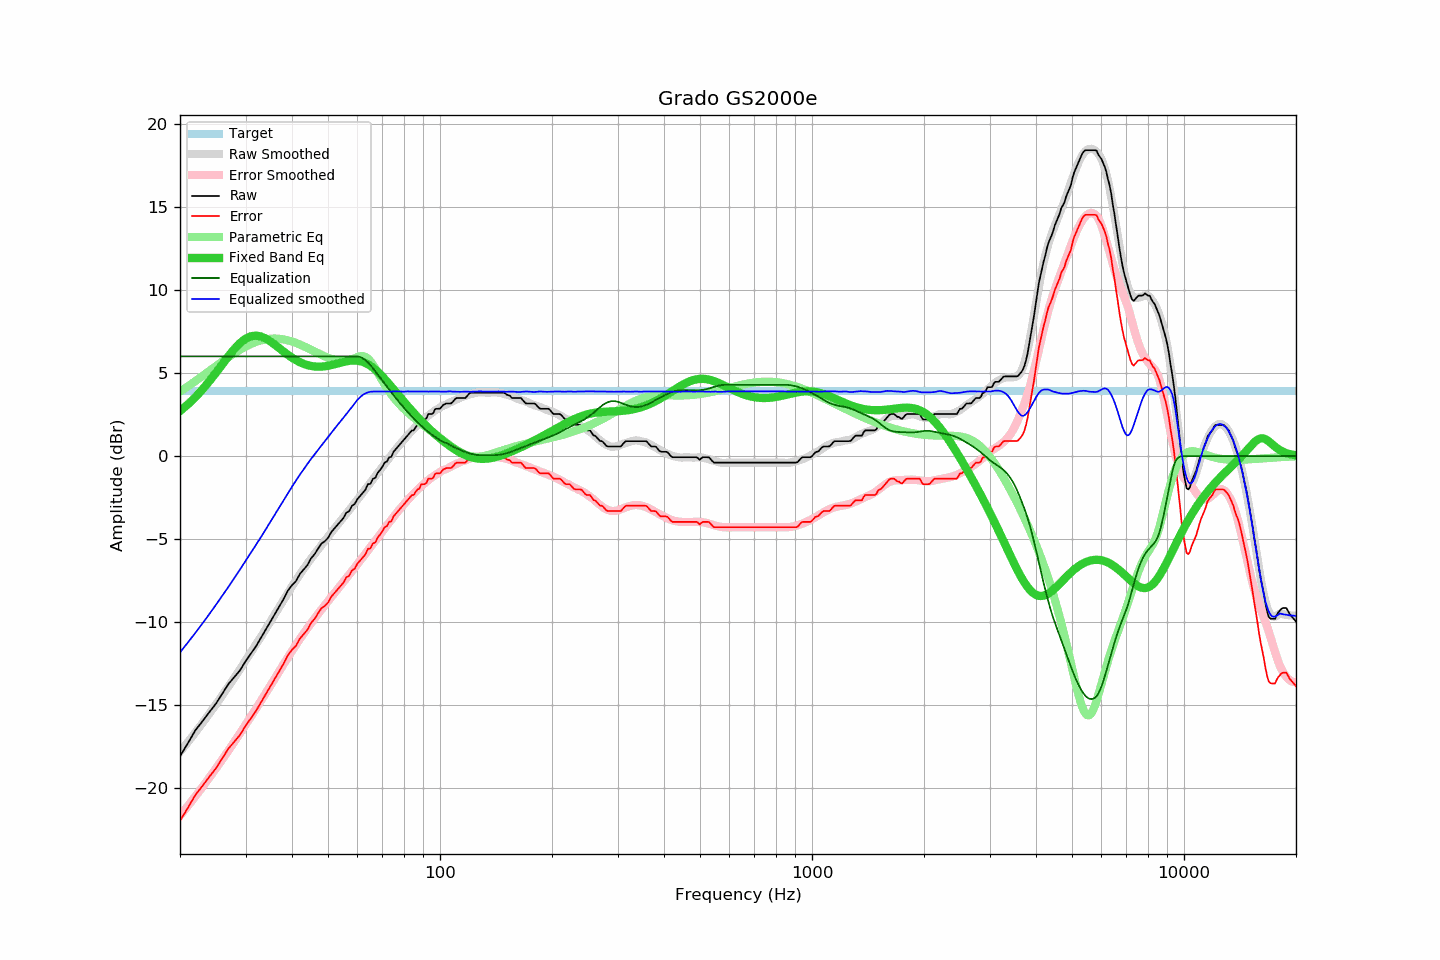 Grado GS2000e
Target
Raw Smoothed
Error Smoothed
Raw
Error
Parametric Eq
Fixed Band Eq
Equalization
Equalized smoothed
20
15
10
5
0
−5
−10
−15
−20
Amplitude (dBr)
100
1000
10000
Frequency (Hz)